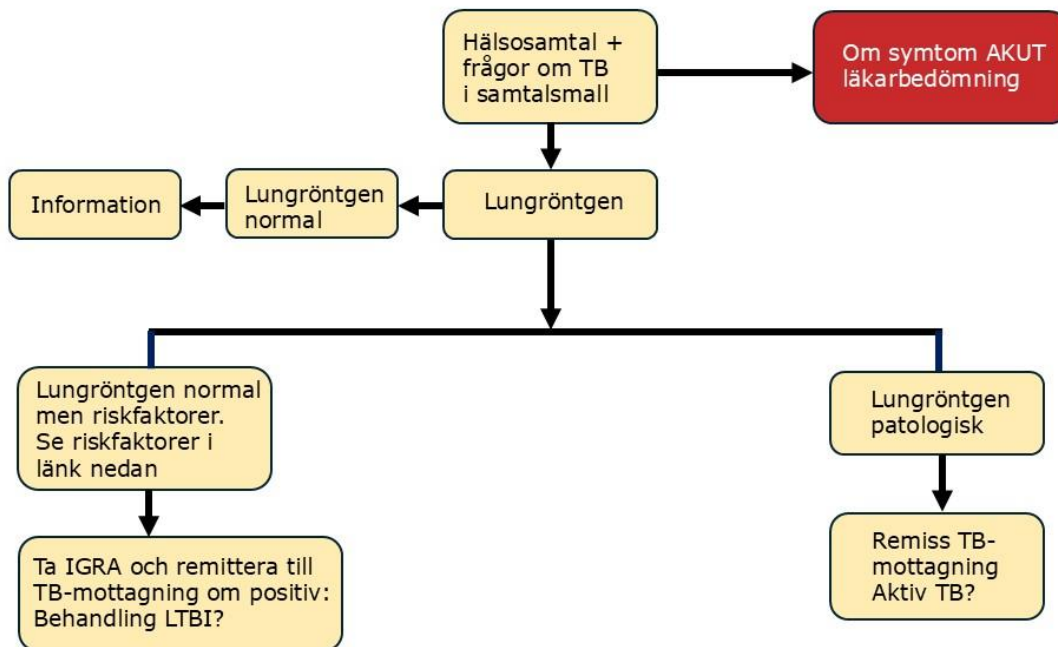 Hälsosamtal +
frågor om TB
i samtalsmall
Om symtom AKUT
läkarbedömning
Information
Lungröntgen
normal
Lungröntgen
Lungröntgen normal
men riskfaktorer.
Se riskfaktorer i
länk nedan
Lungröntgen
patologisk
Ta IGRA och remittera till
TB-mottagning om positiv:
Behandling LTBI?
Remiss TB-
mottagning
Aktiv TB?